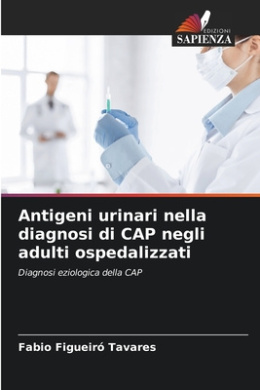 EDIZIONI
SAPIENZA
Antigeni urinari nella
diagnosi di CAP negli
adulti ospedalizzati
Diagnosi eziologica della CAP
Fabio Figueiró Tavares